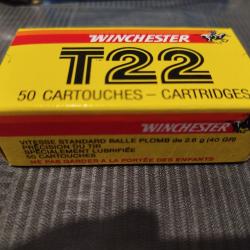 WINCHESTER
T22
50 CARTOUCHES – CARTRIDGES
WINCHESTER
VITESSE STANDARD BALLE PLOMB de 2.6 g (40 GR)
PRÉCISION DU TIR
SPÉCIALEMENT LUBRIFIÉE
50 CARTOUCHES
NE PAS GARDER A LA PORTÉE DES ENFANTS